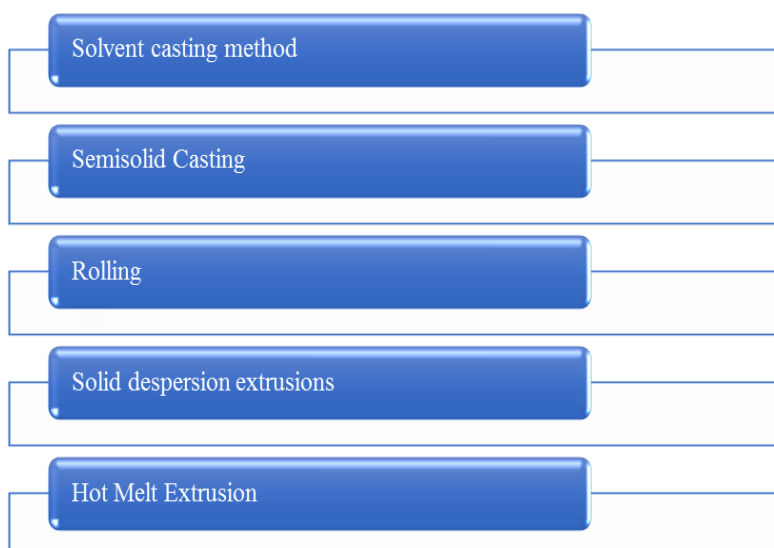 Solvent casting method
Semisolid Casting
Rolling
Solid despersion extrusions
Hot Melt Extrusion